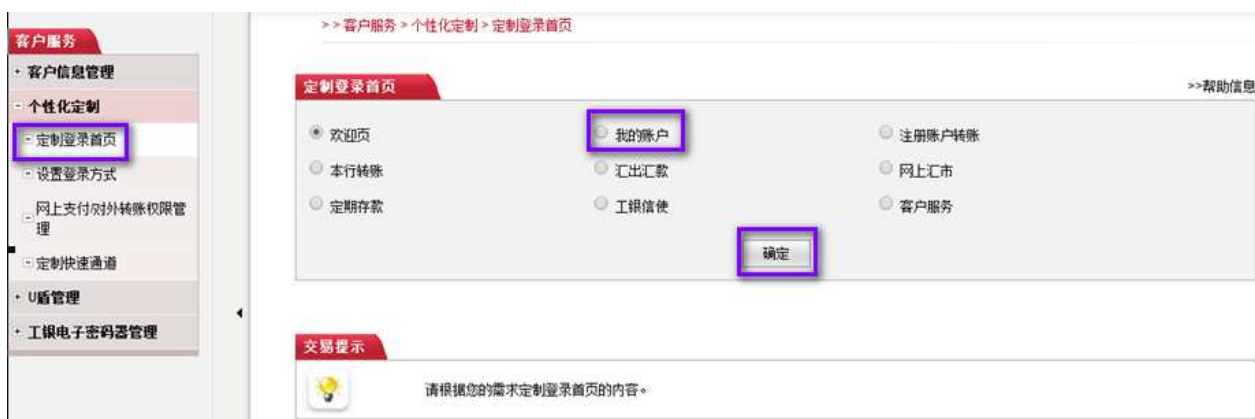 >>客户服务>个性化定制>定制登录首页
客户服务
+ 客户信息管理
- 个性化定制
- 定制登录首页
- 设置登录方式
- 网上支付/对外转账权限管
理
- 定制快速通道
+ U盾管理
+ 工银电子密码器管理
定制登录首页 >>帮助信息
欢迎页 我的账户 注册账户转账
本行转账 汇出汇款 网上汇市
定期存款 工银信使 客户服务
确定
交易提示
请根据您的需求定制登录首页的内容。